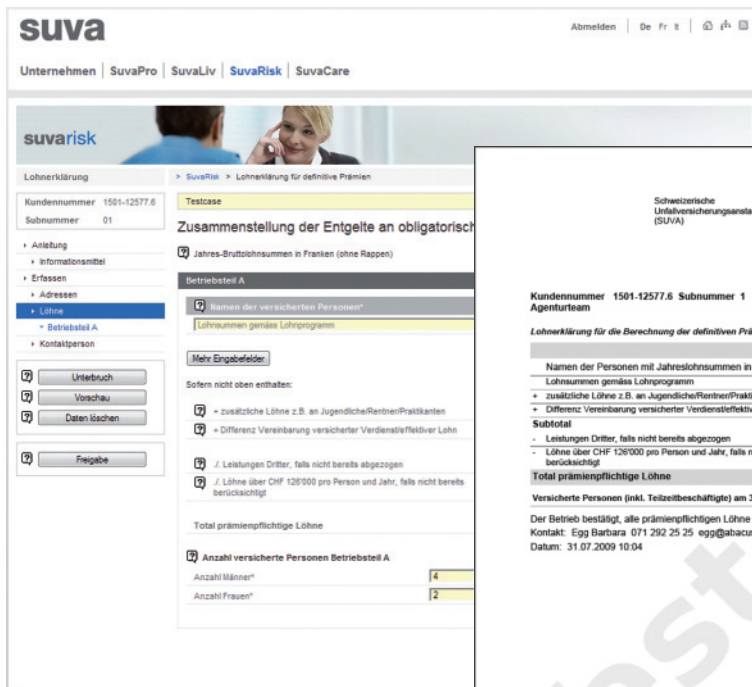 suva
Abmelden | De Fr It |
Unternehmen | SuvaPro | SuvaLiv | SuvaRisk | SuvaCare
suvarisk
Lohnerklärung
> SuvaRisk > Lohnerklärung für definitive Prämien
Kundennummer 1501-12577.6
Subnummer 01
Anleitung
Informationsmittel
Erfassen
Adressen
Löhne
Betriebsteil A
Kontaktperson
Unterbruch
Vorschau
Daten löschen
Freigabe
Testcase
Zusammenstellung der Entgelte an obligatorisch
Jahres-Bruttolohnsummen in Franken (ohne Rappen)
Betriebsteil A
Namen der versicherten Personen*
Lohnsummen gemäss Lohnprogramm
Mehr Eingabefelder
Sofern nicht oben enthalten:
+ zusätzliche Löhne z.B. an Jugendliche/Rentner/Praktikanten
+ Differenz Vereinbarung versicherter Verdienst/effektiver Lohn
./. Leistungen Dritter, falls nicht bereits abgezogen
./. Löhne über CHF 126'000 pro Person und Jahr, falls nicht bereits
berücksichtigt
Total prämienpflichtige Löhne
Anzahl versicherte Personen Betriebsteil A
Anzahl Männer* 4
Anzahl Frauen* 2
Schweizerische
Unfallversicherungsansta
(SUVA)
Kundennummer 1501-12577.6 Subnummer 1
Agenturteam
Lohnerklärung für die Berechnung der definitiven Prä
Namen der Personen mit Jahreslohnsummen in
Lohnsummen gemäss Lohnprogramm
+ zusätzliche Löhne z.B. an Jugendliche/Rentner/Prakti
+ Differenz Vereinbarung versicherter Verdienst/effektiv
Subtotal
- Leistungen Dritter, falls nicht bereits abgezogen
- Löhne über CHF 126'000 pro Person und Jahr, falls n
berücksichtigt
Total prämienpflichtige Löhne
Versicherte Personen (inkl. Teilzeitbeschäftigte) am 3
Der Betrieb bestätigt, alle prämienpflichtigen Löhne
Kontakt: Egg Barbara 071 292 25 25 egg@abacus
Datum: 31.07.2009 10:04